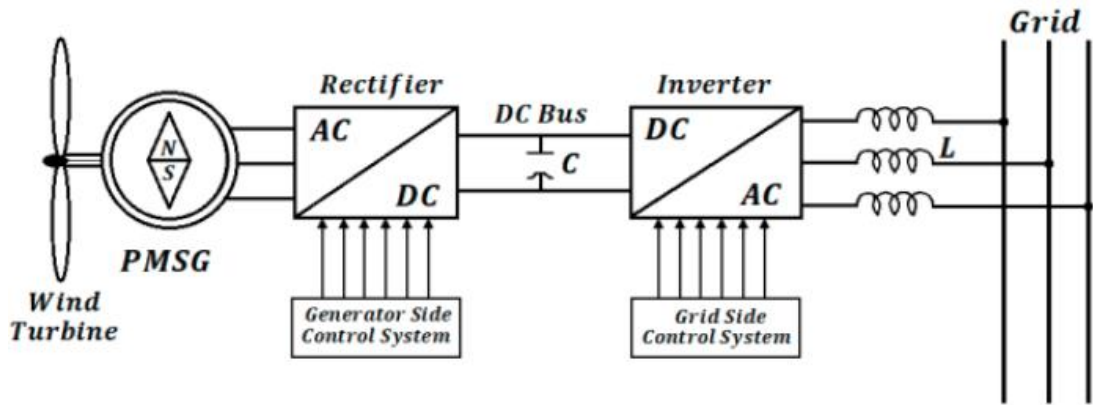 Grid
Rectifier
Inverter
AC
DC
DC Bus
C
DC
AC
L
N
S
PMSG
Wind
Turbine
Generator Side
Control System
Grid Side
Control System